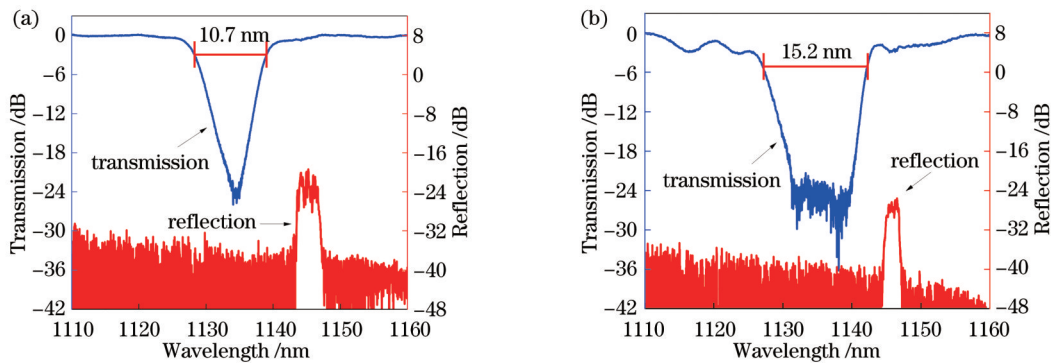 (a)
10.7 nm
transmission
reflection
Transmission /dB
0
−6
−12
−18
−24
−30
−36
−42
Reflection /dB
8
0
−8
−16
−24
−32
−40
−48
1110 1120 1130 1140 1150 1160
Wavelength /nm
(b)
15.2 nm
transmission
reflection
Transmission /dB
0
−6
−12
−18
−24
−30
−36
−42
Reflection /dB
8
0
−8
−16
−24
−32
−40
−48
1110 1120 1130 1140 1150 1160
Wavelength /nm